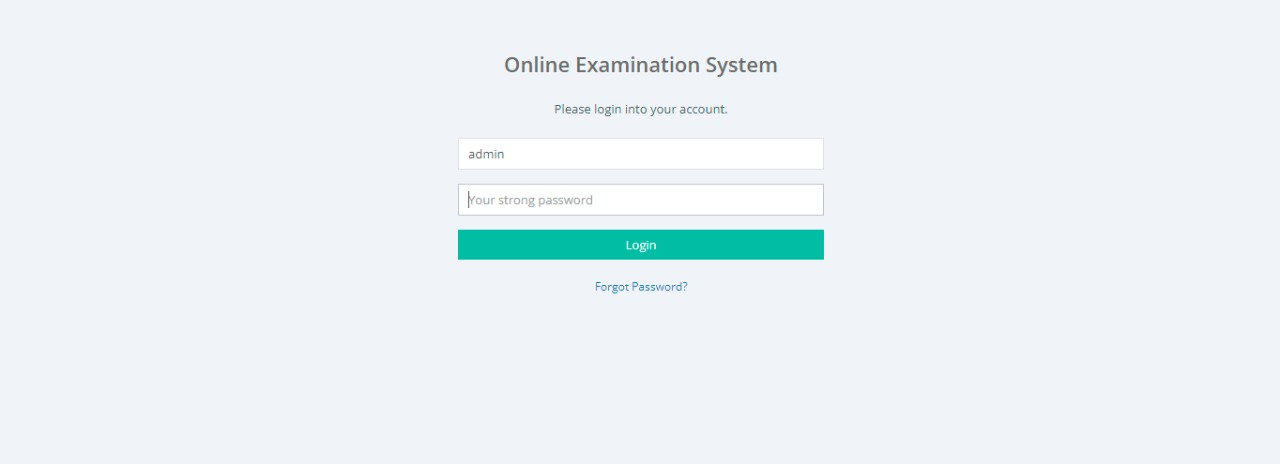 Online Examination System
Please login into your account.
admin
Your strong password
Login
Forgot Password?